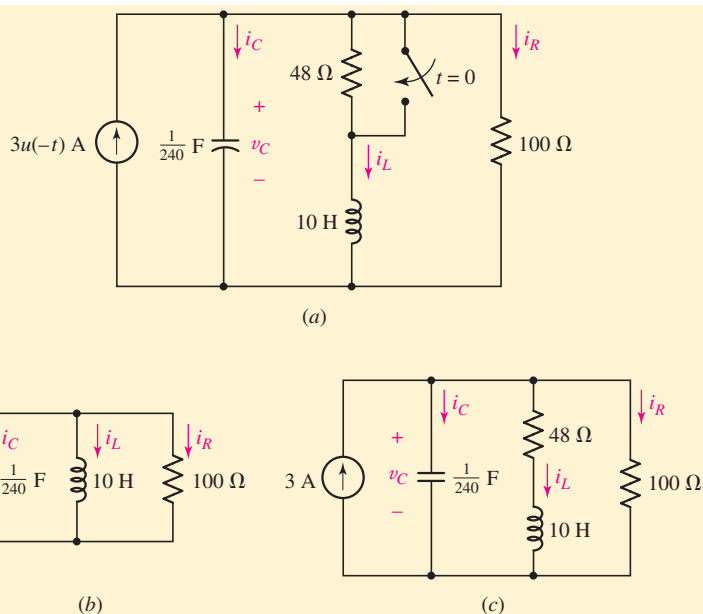 i_C
i_R
48 Ω
t = 0
+
3u(−t) A
1/240 F
v_C
100 Ω
i_L
−
10 H
(a)
i_C
i_L
i_R
1/240 F
10 H
100 Ω
(b)
i_C
i_R
+
48 Ω
3 A
v_C
1/240 F
i_L
100 Ω
−
10 H
(c)